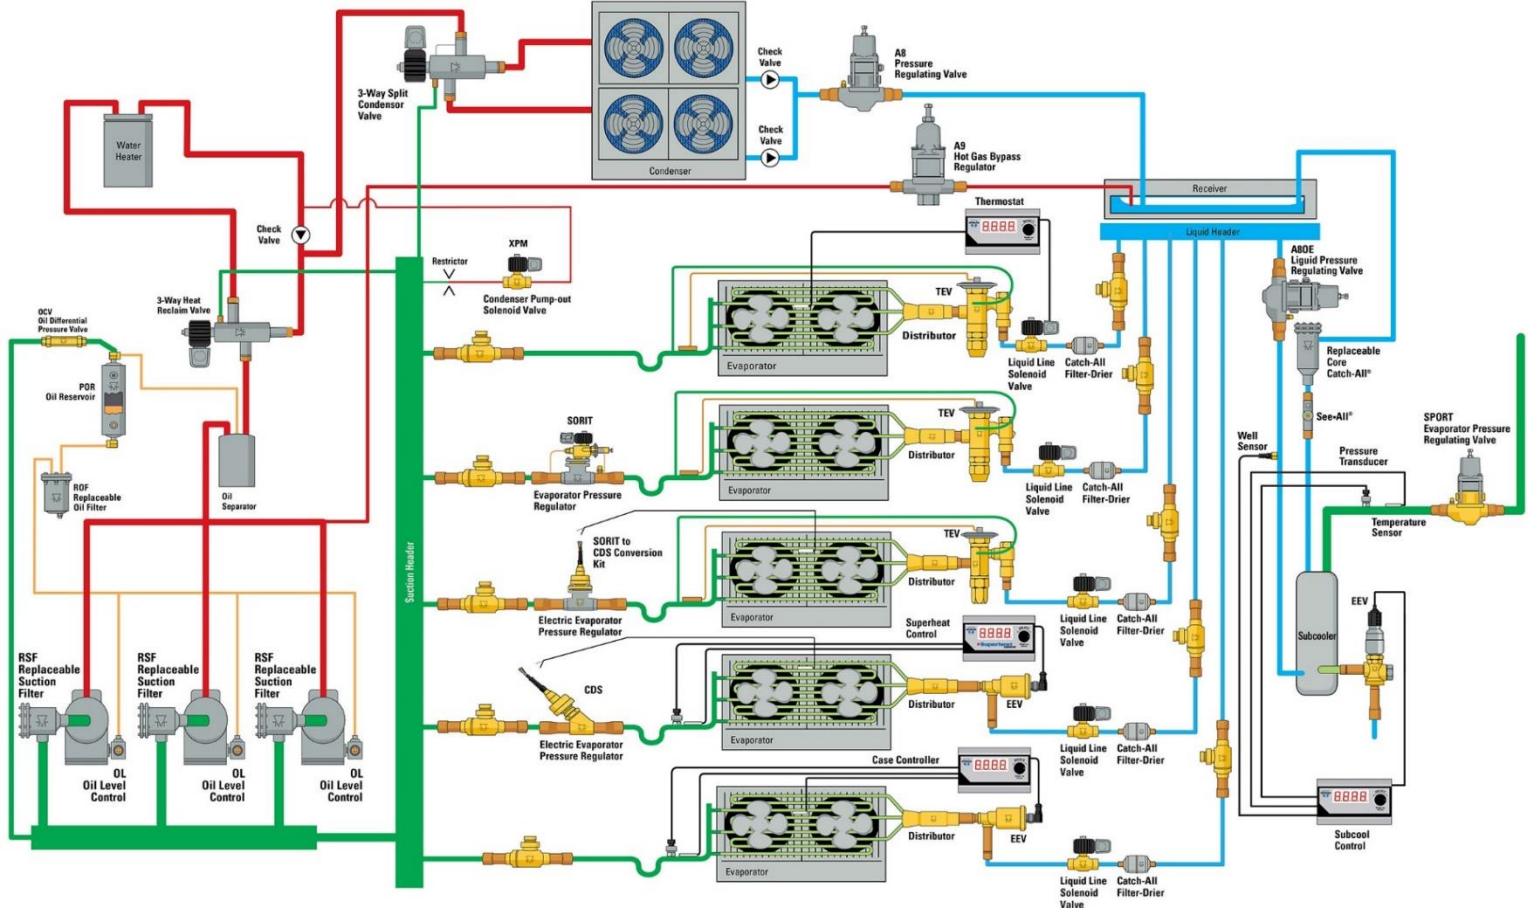 3-Way Split
Condensor
Valve
Condenser
Check
Valve
Check
Valve
A8
Pressure
Regulating Valve
A9
Hot Gas Bypass
Regulator
Water
Heater
Receiver
Thermostat
Liquid Header
Check
Valve
XPM
Restrictor
Condenser Pump-out
Solenoid Valve
A8OE
Liquid Pressure
Regulating Valve
3-Way Heat
Reclaim Valve
OCV
Oil Differential
Pressure Valve
TEV
Distributor
Evaporator
Liquid Line
Solenoid
Valve
Catch-All
Filter-Drier
Replaceable
Core
Catch-All®
See•All®
POR
Oil Reservoir
SORIT
Evaporator Pressure
Regulator
TEV
Distributor
Evaporator
Liquid Line
Solenoid
Valve
Catch-All
Filter-Drier
Well
Sensor
Pressure
Transducer
SPORT
Evaporator Pressure
Regulating Valve
Temperature
Sensor
ROF
Replaceable
Oil Filter
Oil
Separator
Suction Header
SORIT to
CDS Conversion
Kit
Electric Evaporator
Pressure Regulator
TEV
Distributor
Evaporator
Liquid Line
Solenoid
Valve
Catch-All
Filter-Drier
Subcooler
EEV
Superheat
Control
RSF
Replaceable
Suction
Filter
RSF
Replaceable
Suction
Filter
RSF
Replaceable
Suction
Filter
CDS
Electric Evaporator
Pressure Regulator
Distributor
EEV
Evaporator
Liquid Line
Solenoid
Valve
Catch-All
Filter-Drier
OL
Oil Level
Control
OL
Oil Level
Control
OL
Oil Level
Control
Case Controller
Distributor
EEV
Evaporator
Liquid Line
Solenoid
Valve
Catch-All
Filter-Drier
Subcool
Control